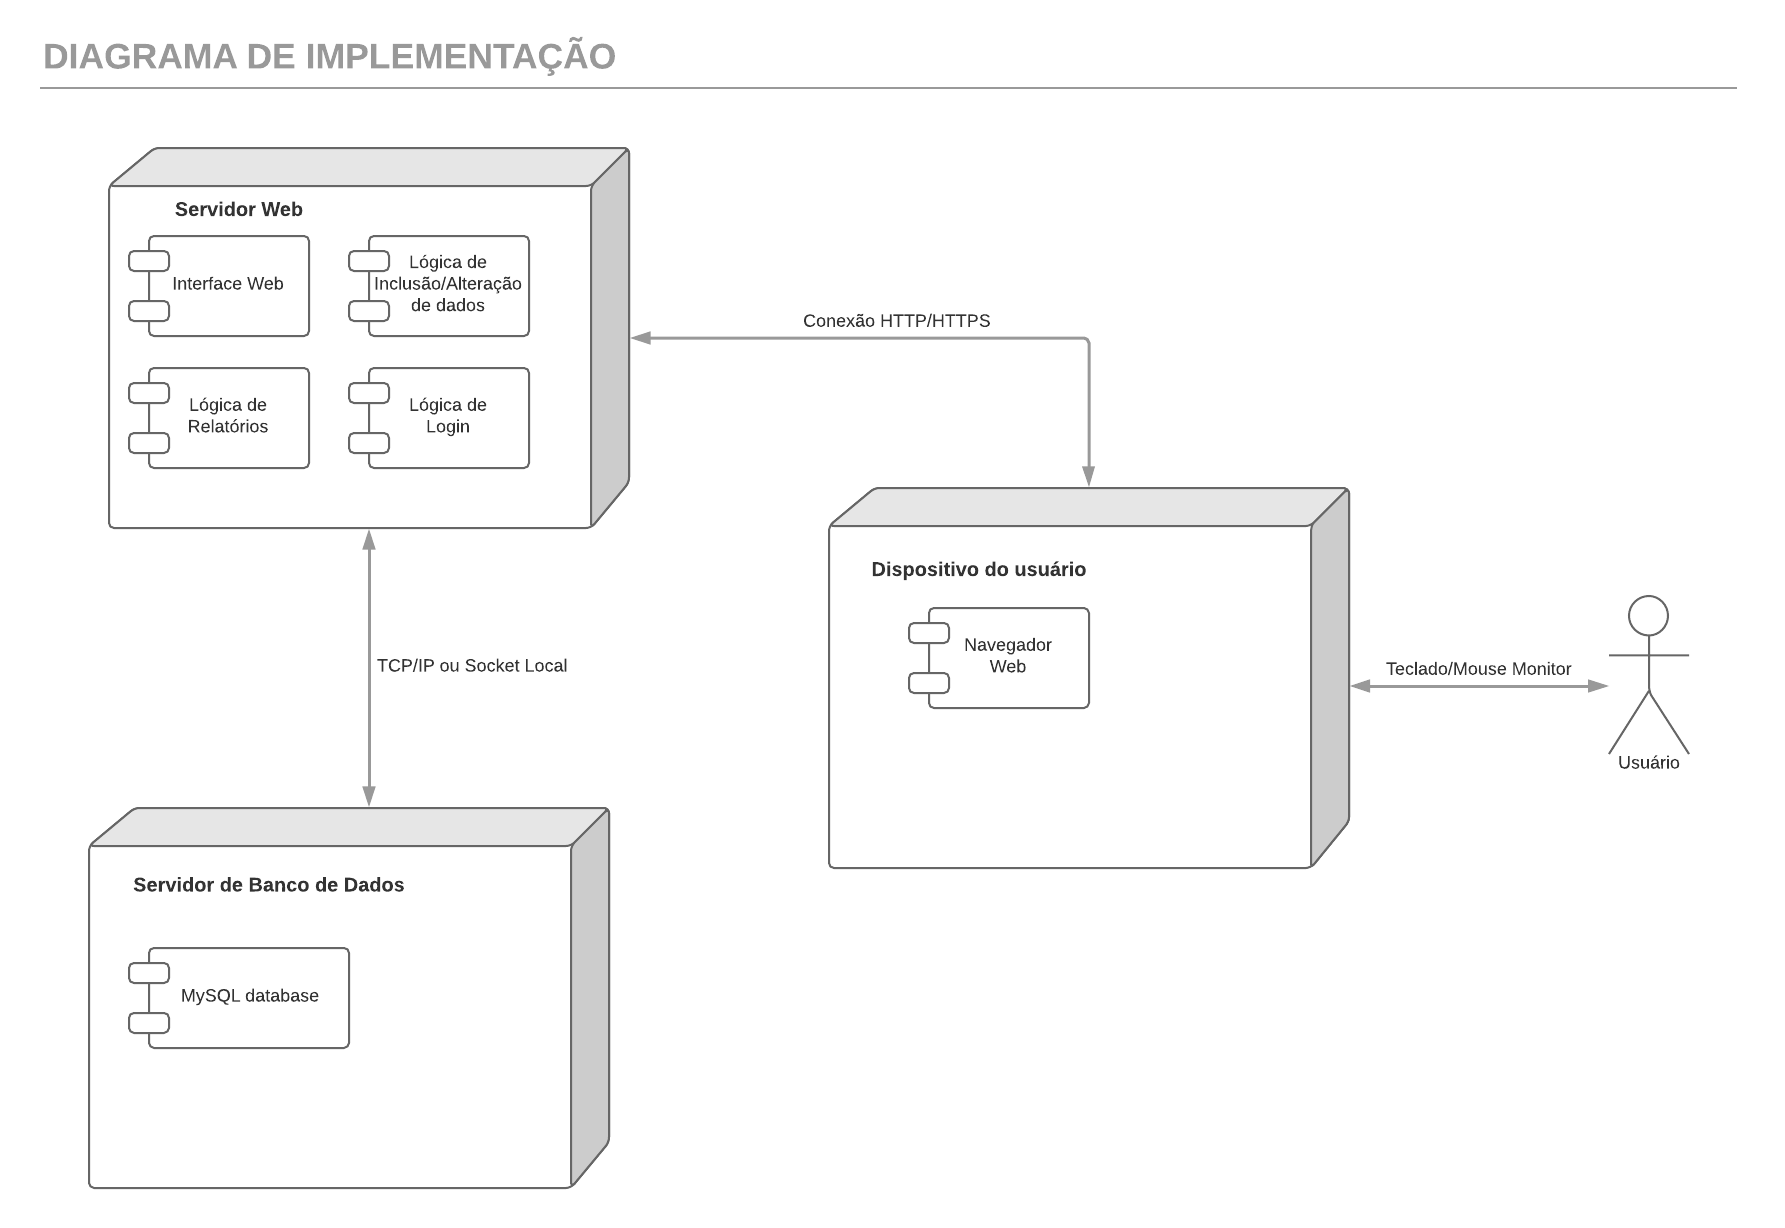 DIAGRAMA DE IMPLEMENTAÇÃO
Servidor Web
Interface Web
Lógica de
Inclusão/Alteração
de dados
Lógica de
Relatórios
Lógica de
Login
Conexão HTTP/HTTPS
Dispositivo do usuário
Navegador
Web
Teclado/Mouse Monitor
Usuário
TCP/IP ou Socket Local
Servidor de Banco de Dados
MySQL database